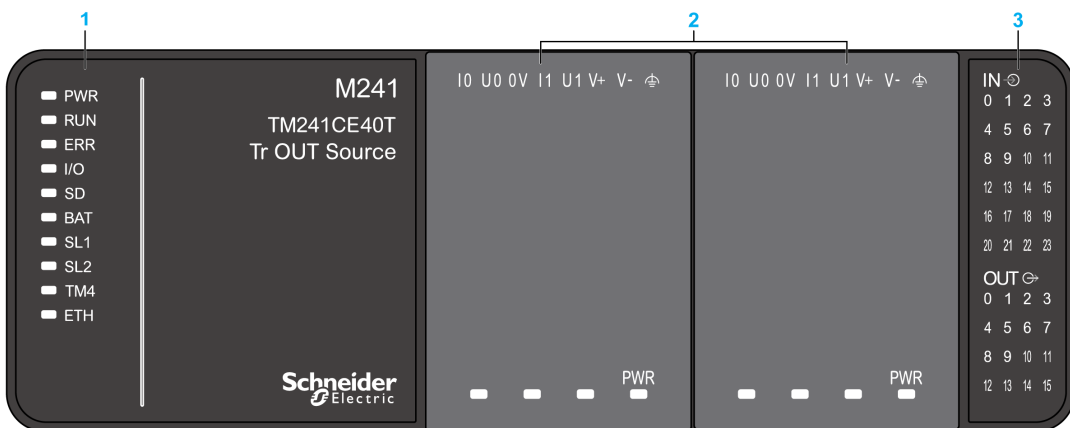 1
2
3
PWR
RUN
ERR
I/O
SD
BAT
SL1
SL2
TM4
ETH
M241
TM241CE40T
Tr OUT Source
Schneider
Electric
I0 U0 0V I1 U1 V+ V-
PWR
I0 U0 0V I1 U1 V+ V-
PWR
IN
0 1 2 3
4 5 6 7
8 9 10 11
12 13 14 15
16 17 18 19
20 21 22 23
OUT
0 1 2 3
4 5 6 7
8 9 10 11
12 13 14 15